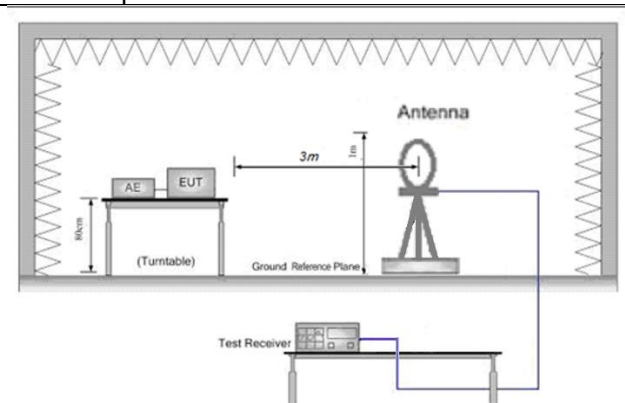 Antenna
3m
1m
AE
EUT
80cm
(Turntable)
Ground Reference Plane
Test Receiver